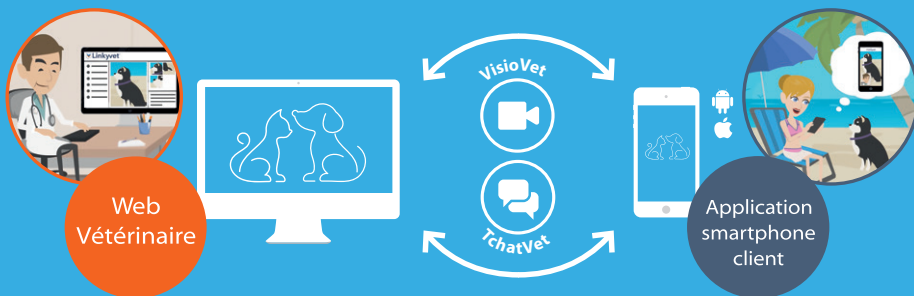 Linkyvet
VisioVet
TchatVet
Web
Vétérinaire
Application
smartphone
client